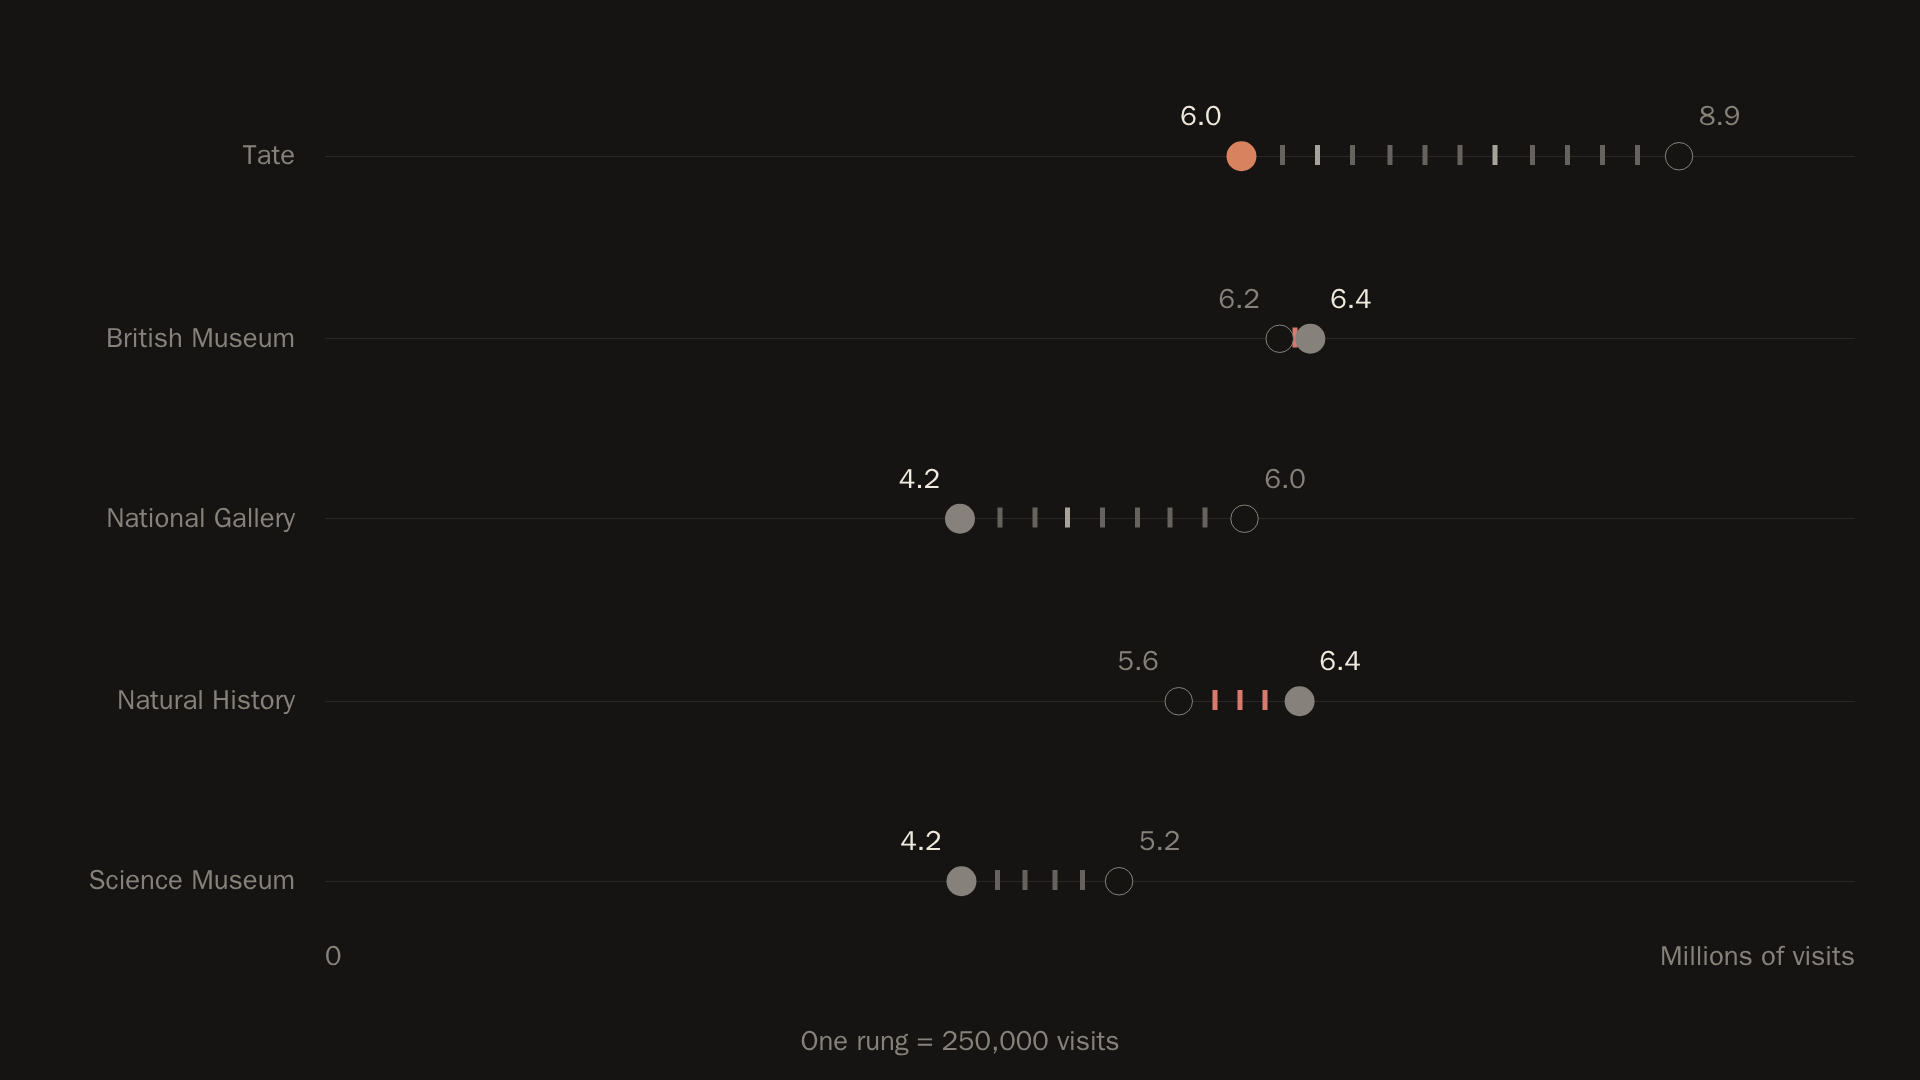 6.0 8.9
Tate
6.2 6.4
British Museum
4.2 6.0
National Gallery
5.6 6.4
Natural History
4.2 5.2
Science Museum
0 Millions of visits
One rung = 250,000 visits